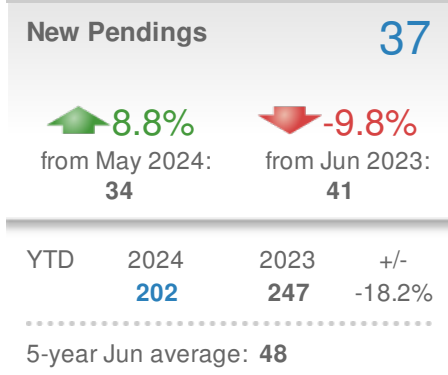 New Pendings 37
8.8% -9.8%
from May 2024: from Jun 2023:
34 41
YTD 2024 2023 +/-
202 247 -18.2%
5-year Jun average: 48